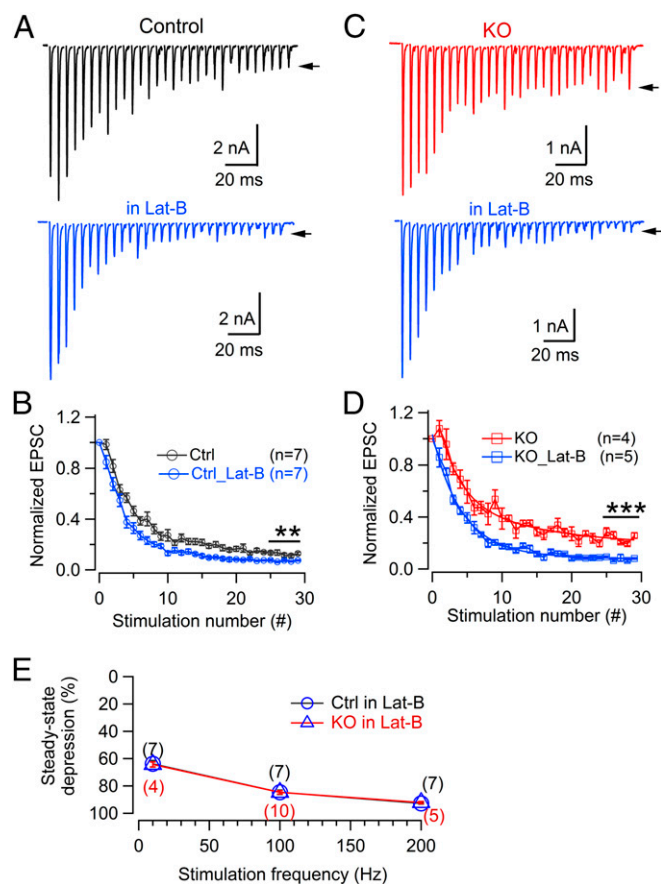 A
Control
2 nA
20 ms
in Lat-B
2 nA
20 ms
C
KO
1 nA
20 ms
in Lat-B
1 nA
20 ms
B
Normalized EPSC
1.2
0.8
0.4
0.0
Ctrl (n=7)
Ctrl_Lat-B (n=7)
**
0 10 20 30
Stimulation number (#)
D
Normalized EPSC
1.2
0.8
0.4
0.0
KO (n=4)
KO_Lat-B (n=5)
***
0 10 20 30
Stimulation number (#)
E
Steady-state
depression (%)
0
20
40
60
80
100
Ctrl in Lat-B
KO in Lat-B
(7) (7) (7)
(4) (10) (5)
0 50 100 150 200
Stimulation frequency (Hz)